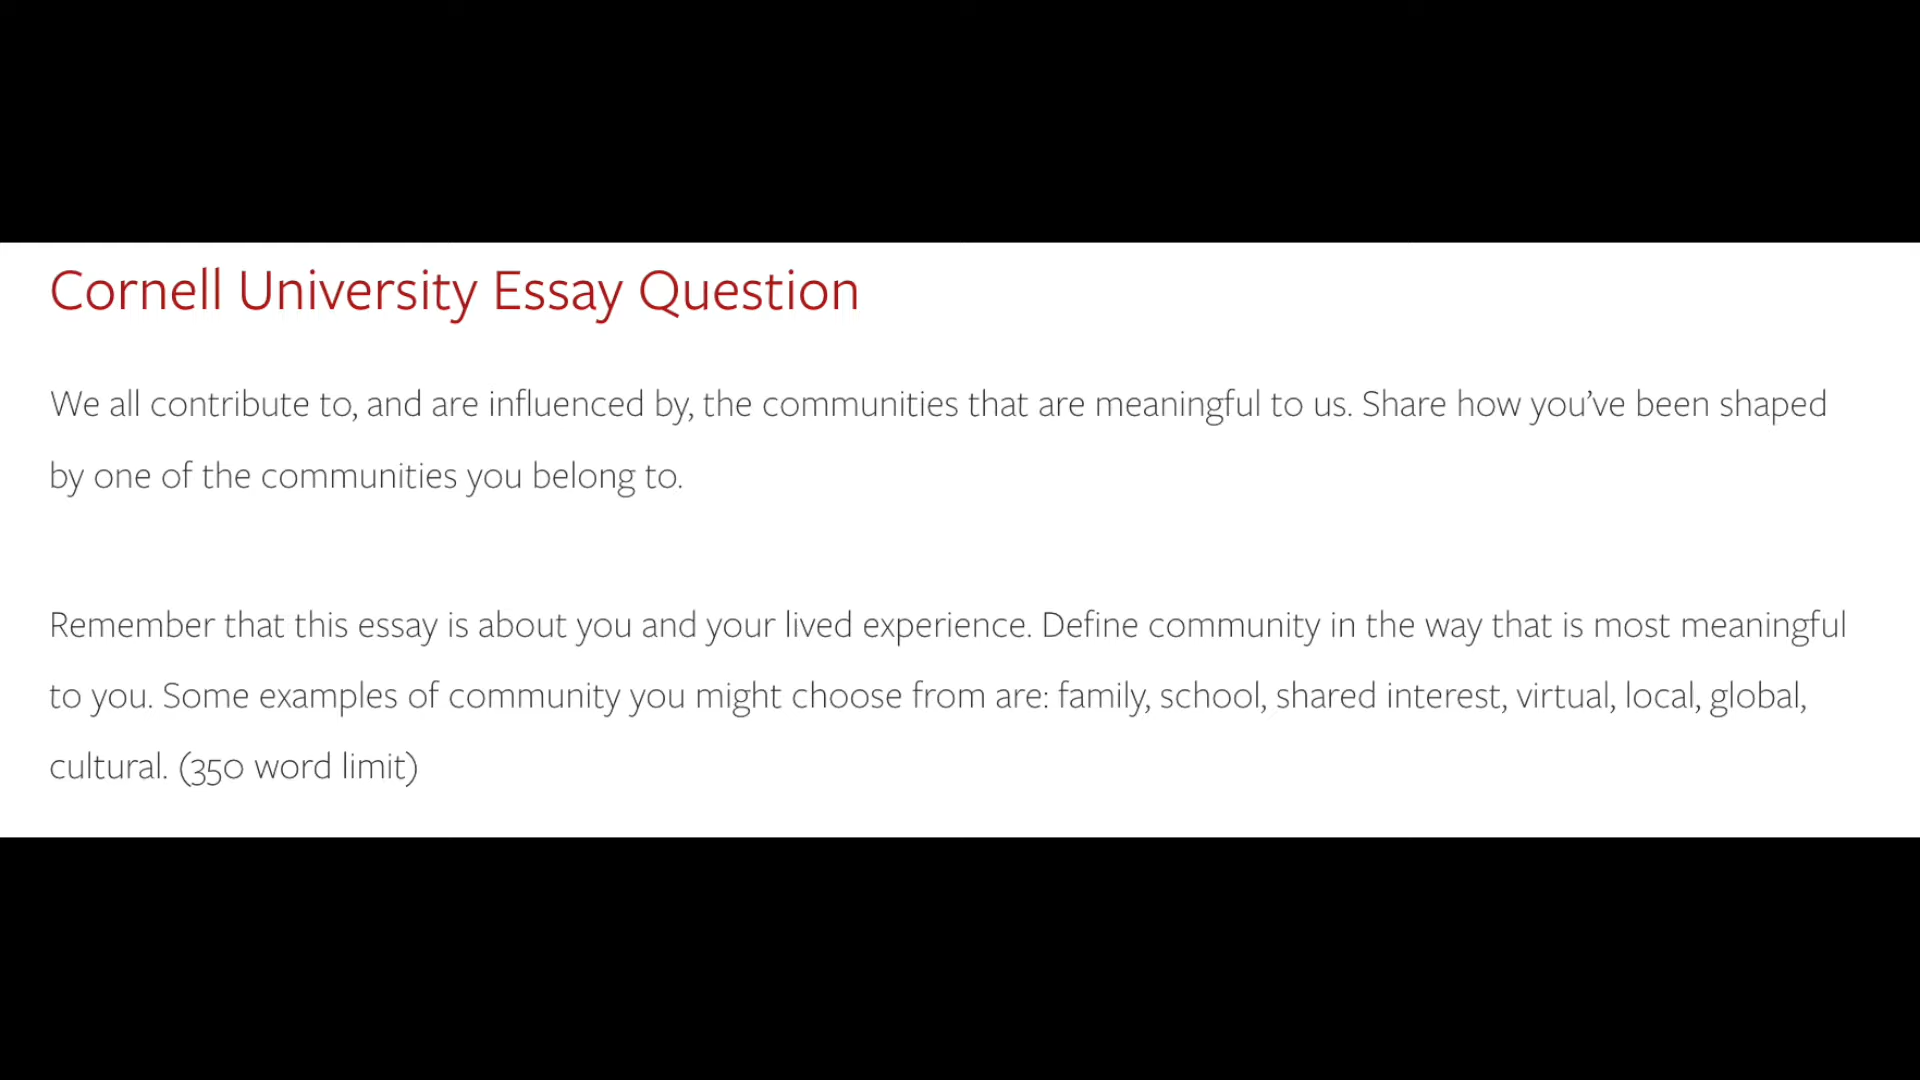 Cornell University Essay Question
We all contribute to, and are influenced by, the communities that are meaningful to us. Share how you’ve been shaped
by one of the communities you belong to.
Remember that this essay is about you and your lived experience. Define community in the way that is most meaningful
to you. Some examples of community you might choose from are: family, school, shared interest, virtual, local, global,
cultural. (350 word limit)